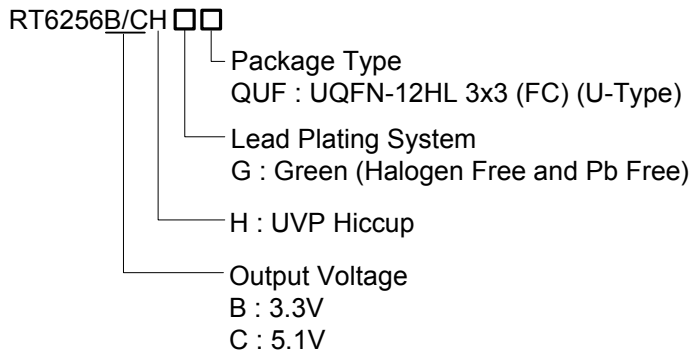 RT6256B/CH□□
Package Type
QUF : UQFN-12HL 3x3 (FC) (U-Type)
Lead Plating System
G : Green (Halogen Free and Pb Free)
H : UVP Hiccup
Output Voltage
B : 3.3V
C : 5.1V